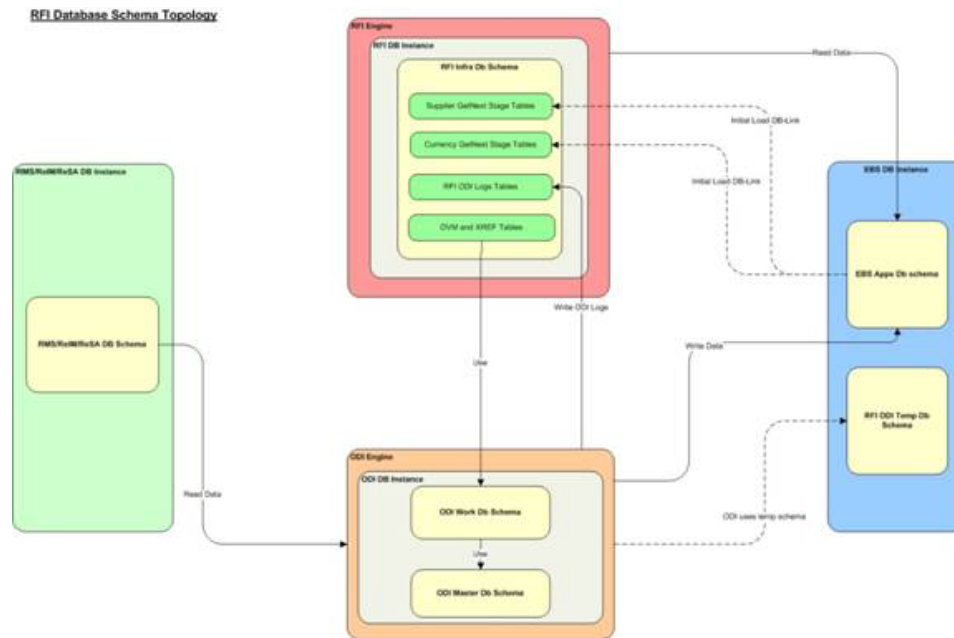 RFI Database Schema Topology
RFI Engine
RFI DB Instance
RFI Infra Db Schema
Supplier GetNext Stage Tables
Currency GetNext Stage Tables
RFI ODI Logs Tables
DVM and XREF Tables
Read Data
Initial Load DB-Link
Initial Load DB-Link
RMS/ReIM/ReSA DB Instance
RMS/ReIM/ReSA DB Schema
EBS DB Instance
EBS Apps Db schema
RFI ODI Temp Db
Schema
Write ODI Logs
Write Data
Use
ODI Engine
ODI DB Instance
ODI Work Db Schema
Use
ODI Master Db Schema
Read Data
ODI uses temp schema